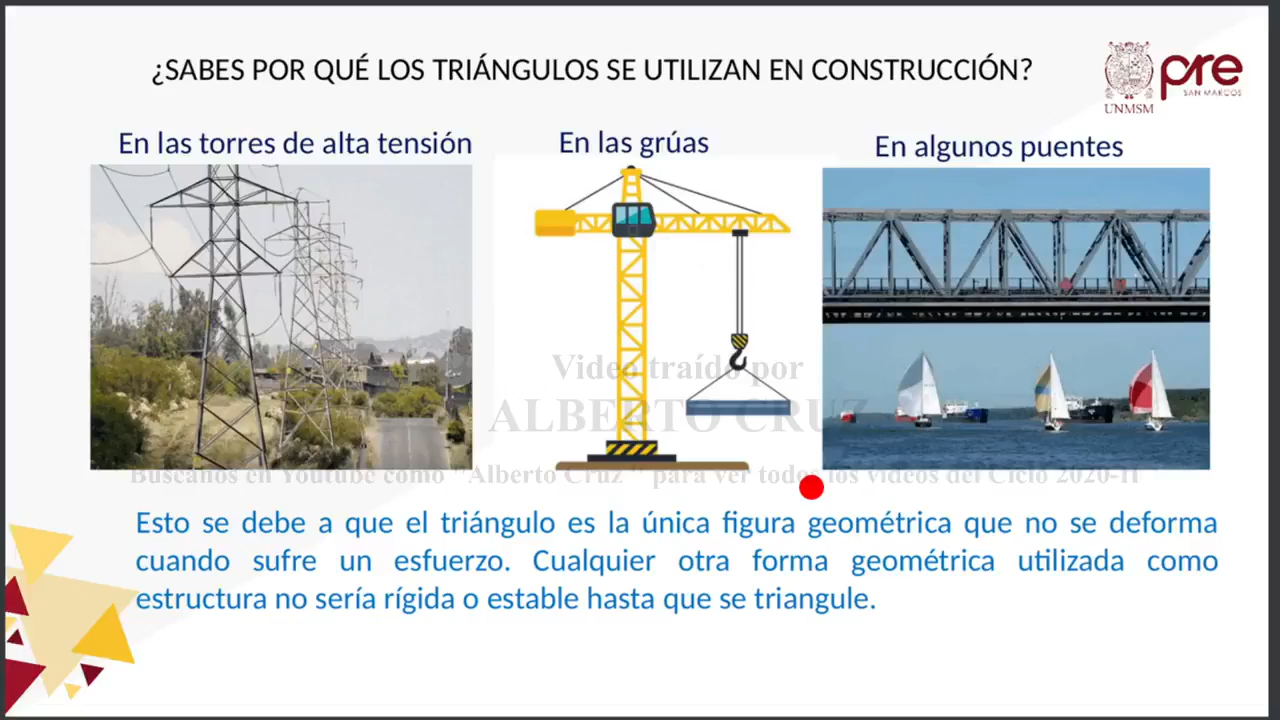 ¿SABES POR QUÉ LOS TRIÁNGULOS SE UTILIZAN EN CONSTRUCCIÓN?
UNMSM
pre
SAN MARCOS
En las torres de alta tensión
En las grúas
En algunos puentes
Video traído por
ALBERTO CRUZ
Buscanos en Youtube como "Alberto Cruz" para ver todos los videos del Ciclo 2020-II
Esto se debe a que el triángulo es la única figura geométrica que no se deforma
cuando sufre un esfuerzo. Cualquier otra forma geométrica utilizada como
estructura no sería rígida o estable hasta que se triangule.